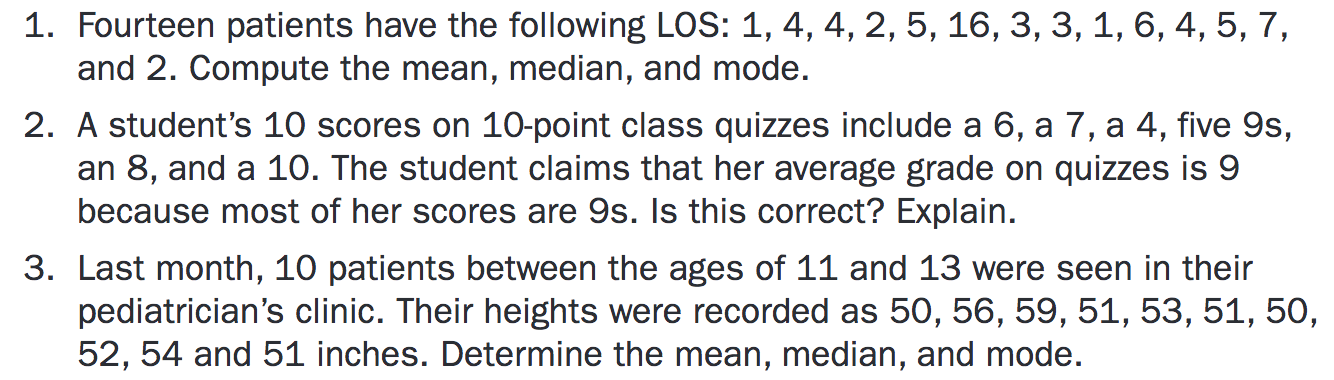 1. Fourteen patients have the following LOS: 1, 4, 4, 2, 5, 16, 3, 3, 1, 6, 4, 5, 7,
and 2. Compute the mean, median, and mode.
2. A student’s 10 scores on 10-point class quizzes include a 6, a 7, a 4, five 9s,
an 8, and a 10. The student claims that her average grade on quizzes is 9
because most of her scores are 9s. Is this correct? Explain.
3. Last month, 10 patients between the ages of 11 and 13 were seen in their
pediatrician’s clinic. Their heights were recorded as 50, 56, 59, 51, 53, 51, 50,
52, 54 and 51 inches. Determine the mean, median, and mode.